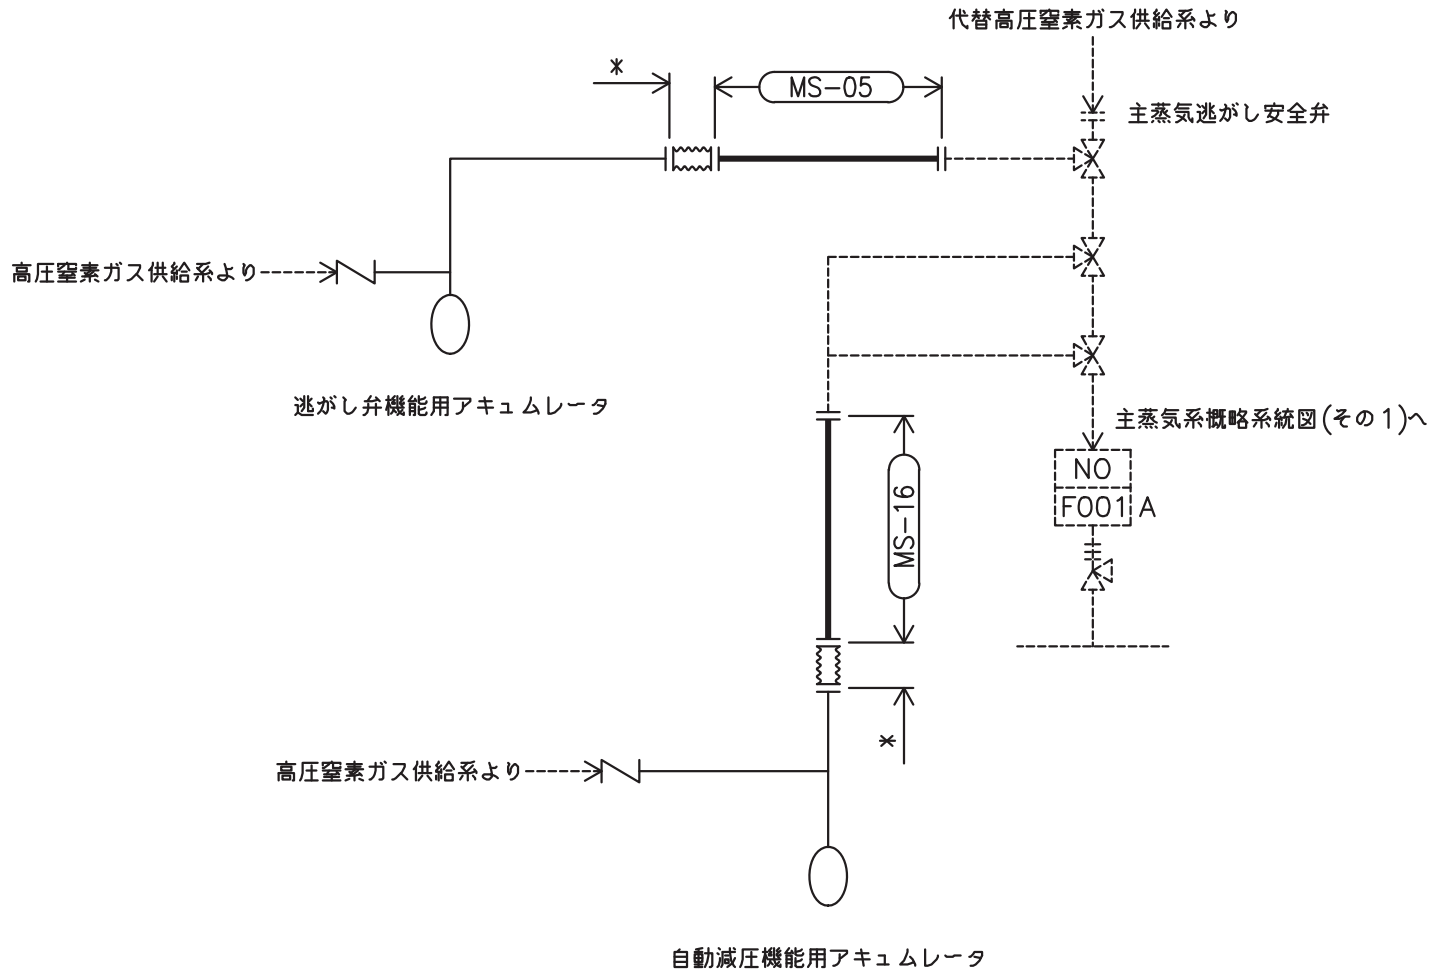 代替高圧窒素ガス供給系より
*
MS-05
主蒸気逃がし安全弁
高圧窒素ガス供給系より
逃がし弁機能用アキュムレータ
主蒸気系概略系統図(その1)へ
NO
F001 A
MS-16
*
高圧窒素ガス供給系より
自動減圧機能用アキュムレータ